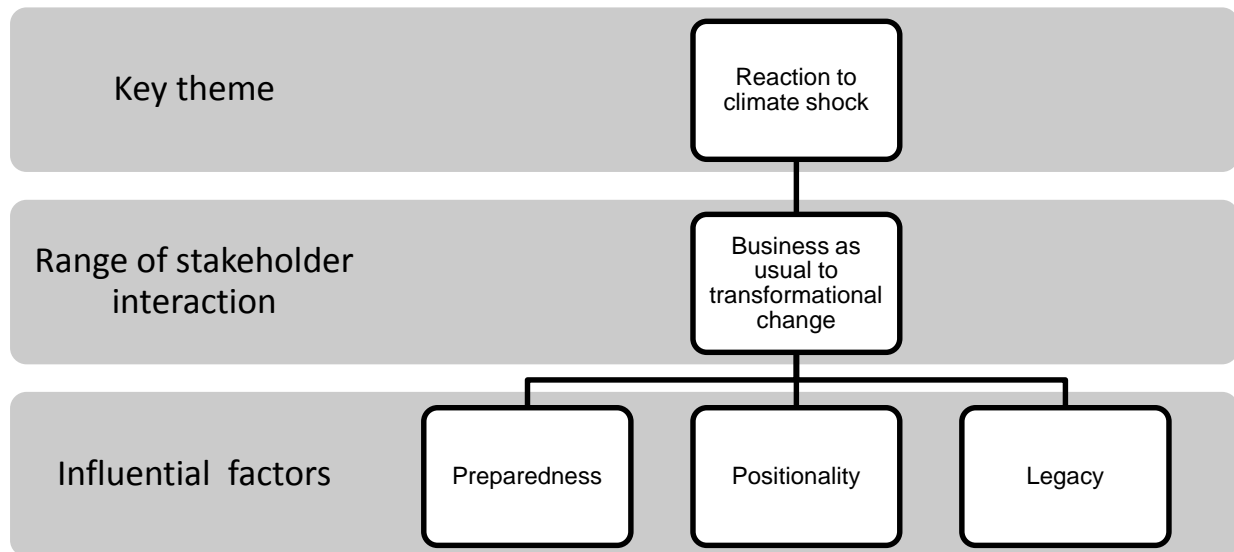 Key theme
Reaction to
climate shock
Range of stakeholder
interaction
Business as
usual to
transformational
change
Influential  factors
Preparedness
Positionality
Legacy